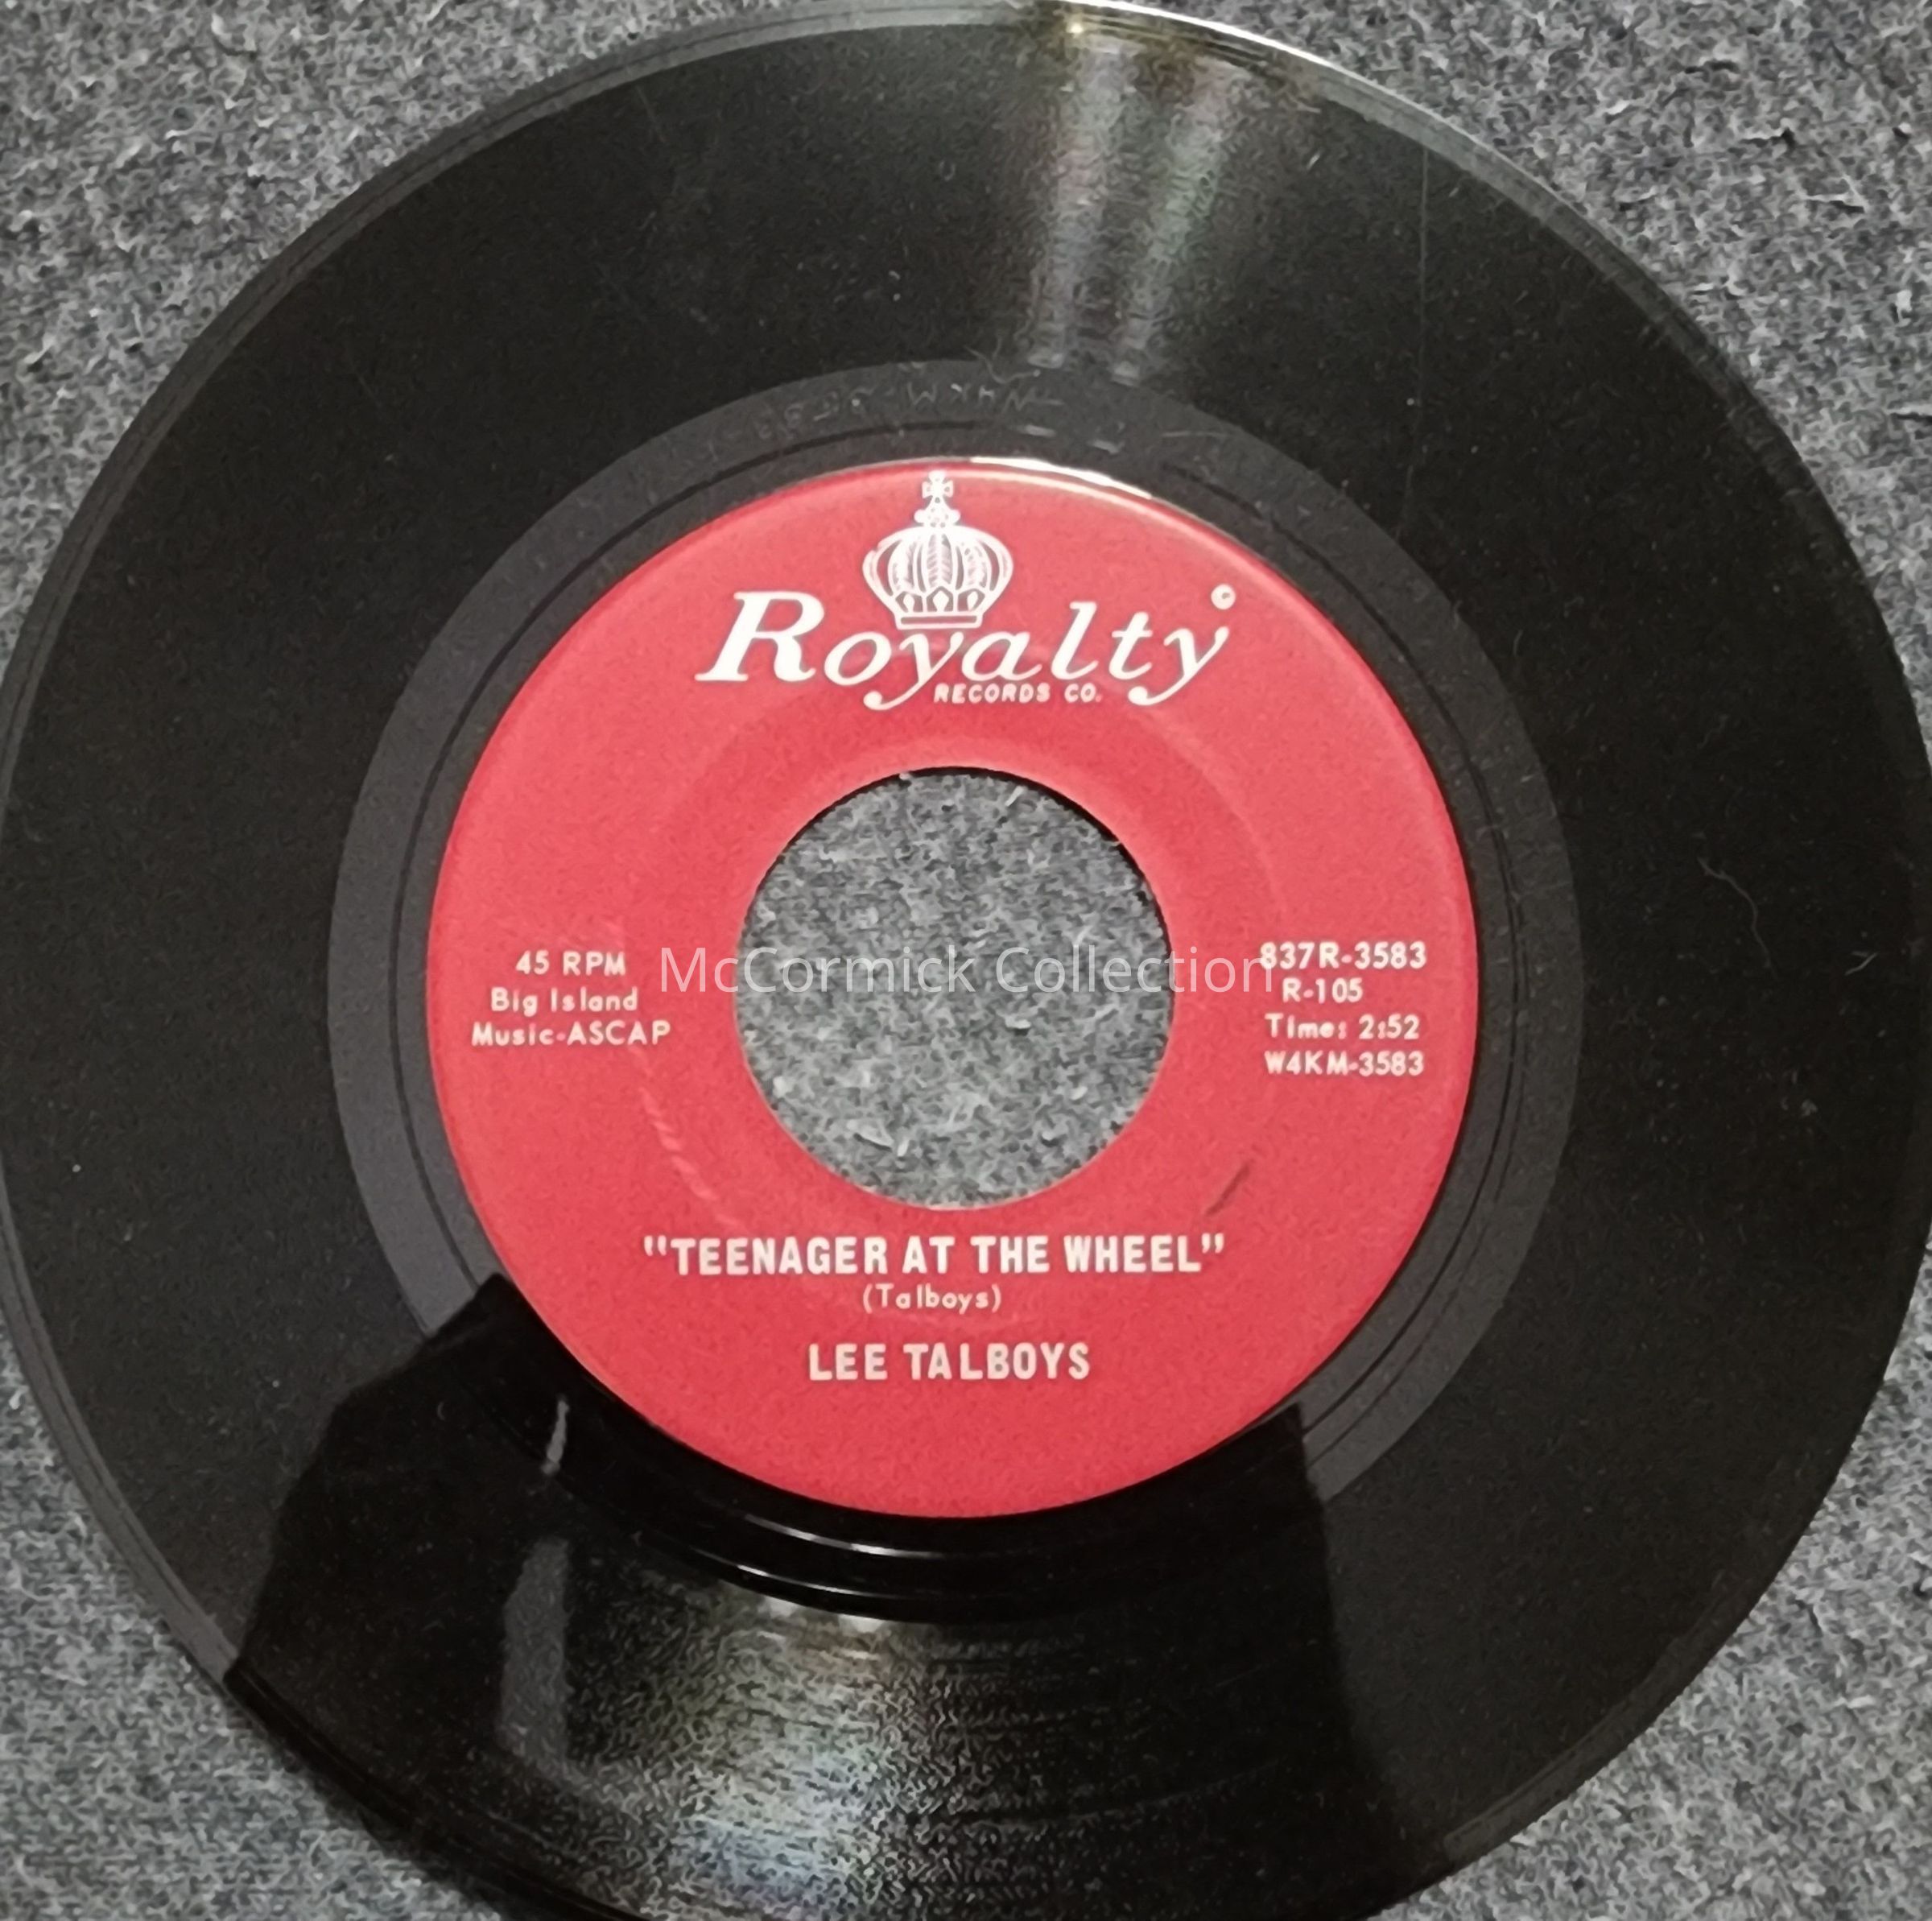 Royalty
RECORDS CO.
45 RPM
Big Island
Music-ASCAP
McCormick Collection
837R-3583
R-105
Time: 2:52
W4KM-3583
"TEENAGER AT THE WHEEL"
(Talboys)
LEE TALBOYS